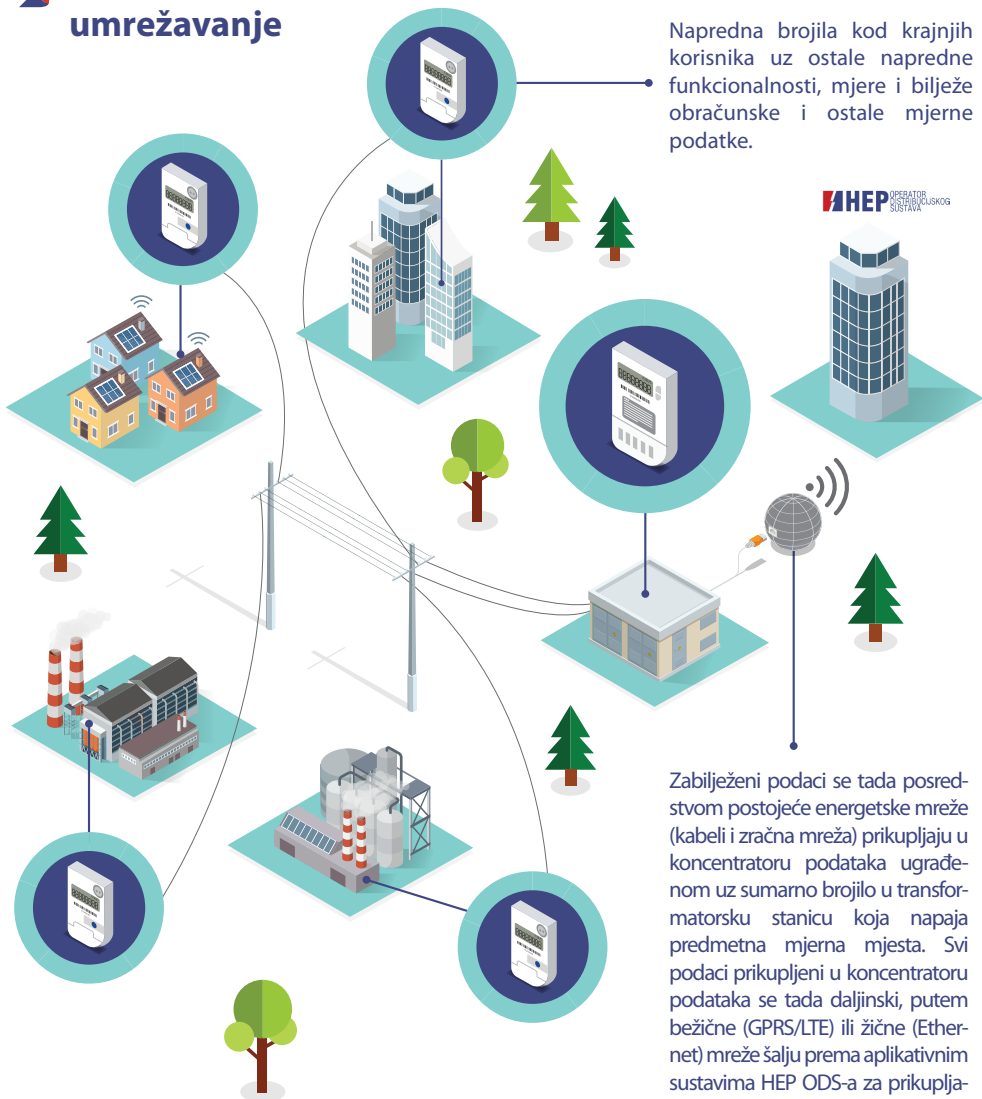 umrežavanje
Napredna brojila kod krajnjih
korisnika uz ostale napredne
funkcionalnosti, mjere i bilježe
obračunske i ostale mjerne
podatke.
HEP OPERATOR
DISTRIBUCIJSKOG
SUSTAVA
Zabilježeni podaci se tada posred-
stvom postojeće energetske mreže
(kabeli i zračna mreža) prikupljaju u
koncentratoru podataka ugrađe-
nom uz sumarno brojilo u transfor-
matorsku stanicu koja napaja
predmetna mjerna mjesta. Svi
podaci prikupljeni u koncentratoru
podataka se tada daljinski, putem
bežične (GPRS/LTE) ili žične (Ether-
net) mreže šalju prema aplikativnim
sustavima HEP ODS-a za prikuplja-